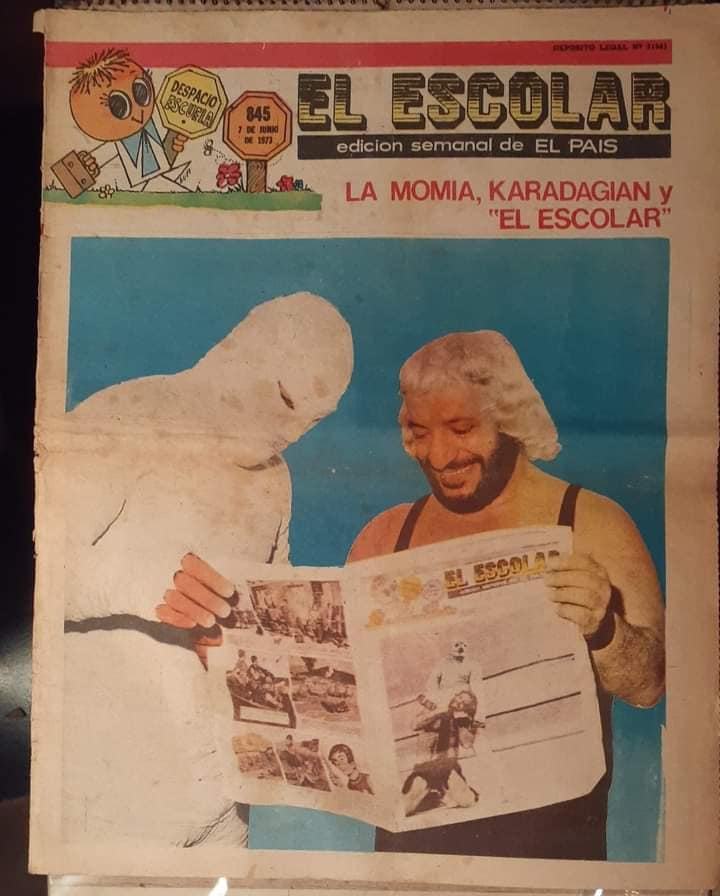 DEPOSITO LEGAL Nº
DESPACIO
ESCUELA
845
7 DE JUNIO
DE 1973
EL ESCOLAR
edicion semanal de EL PAIS
LA MOMIA, KARADAGIAN y
"EL ESCOLAR"
EL ESCOLAR